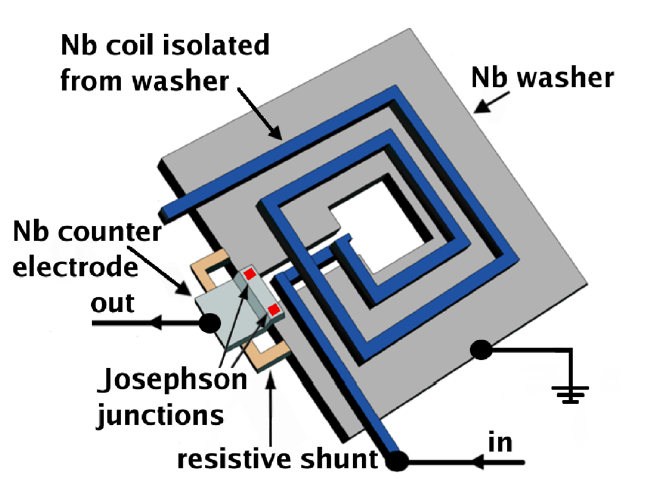 Nb coil isolated
from washer
Nb washer
Nb counter
electrode
out
Josephson
junctions
in
resistive shunt